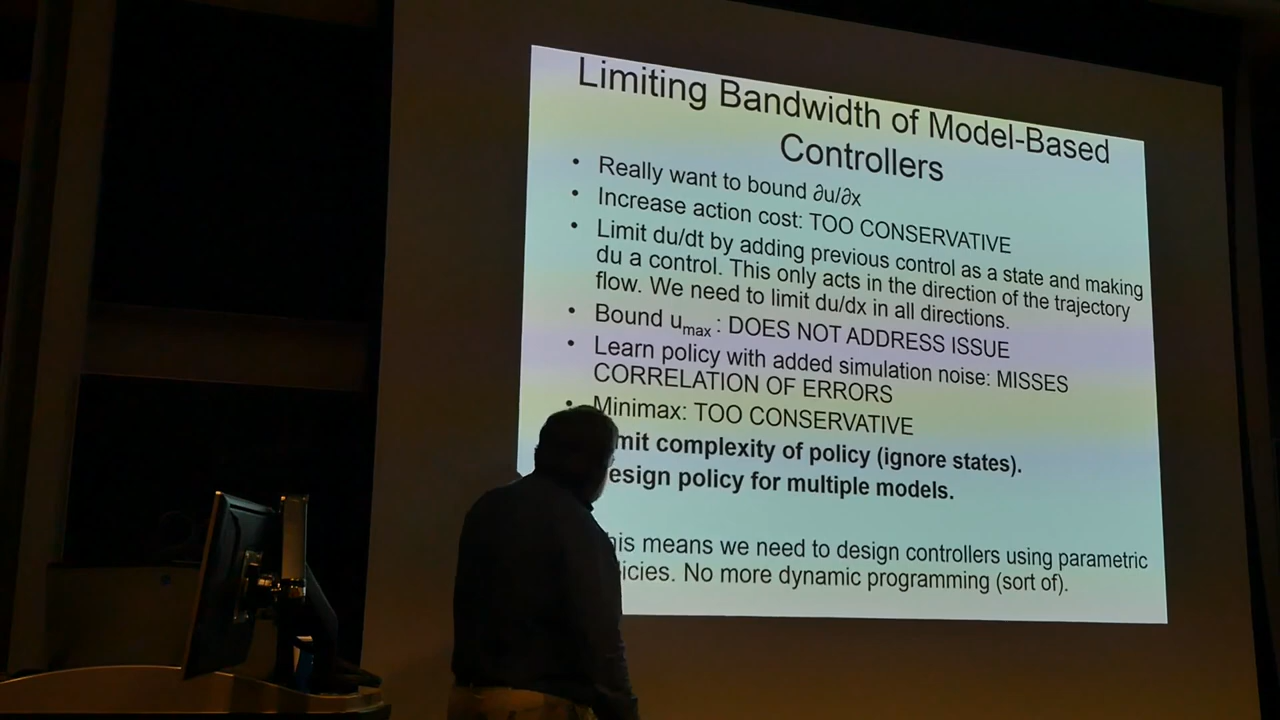 Limiting Bandwidth of Model-Based
Controllers
• Really want to bound ∂u/∂x
• Increase action cost: TOO CONSERVATIVE
• Limit du/dt by adding previous control as a state and making
du a control. This only acts in the direction of the trajectory
flow. We need to limit du/dx in all directions.
• Bound umax : DOES NOT ADDRESS ISSUE
• Learn policy with added simulation noise: MISSES
CORRELATION OF ERRORS
• Minimax: TOO CONSERVATIVE
complexity of policy (ignore states).
policy for multiple models.
means we need to design controllers using parametric
No more dynamic programming (sort of).